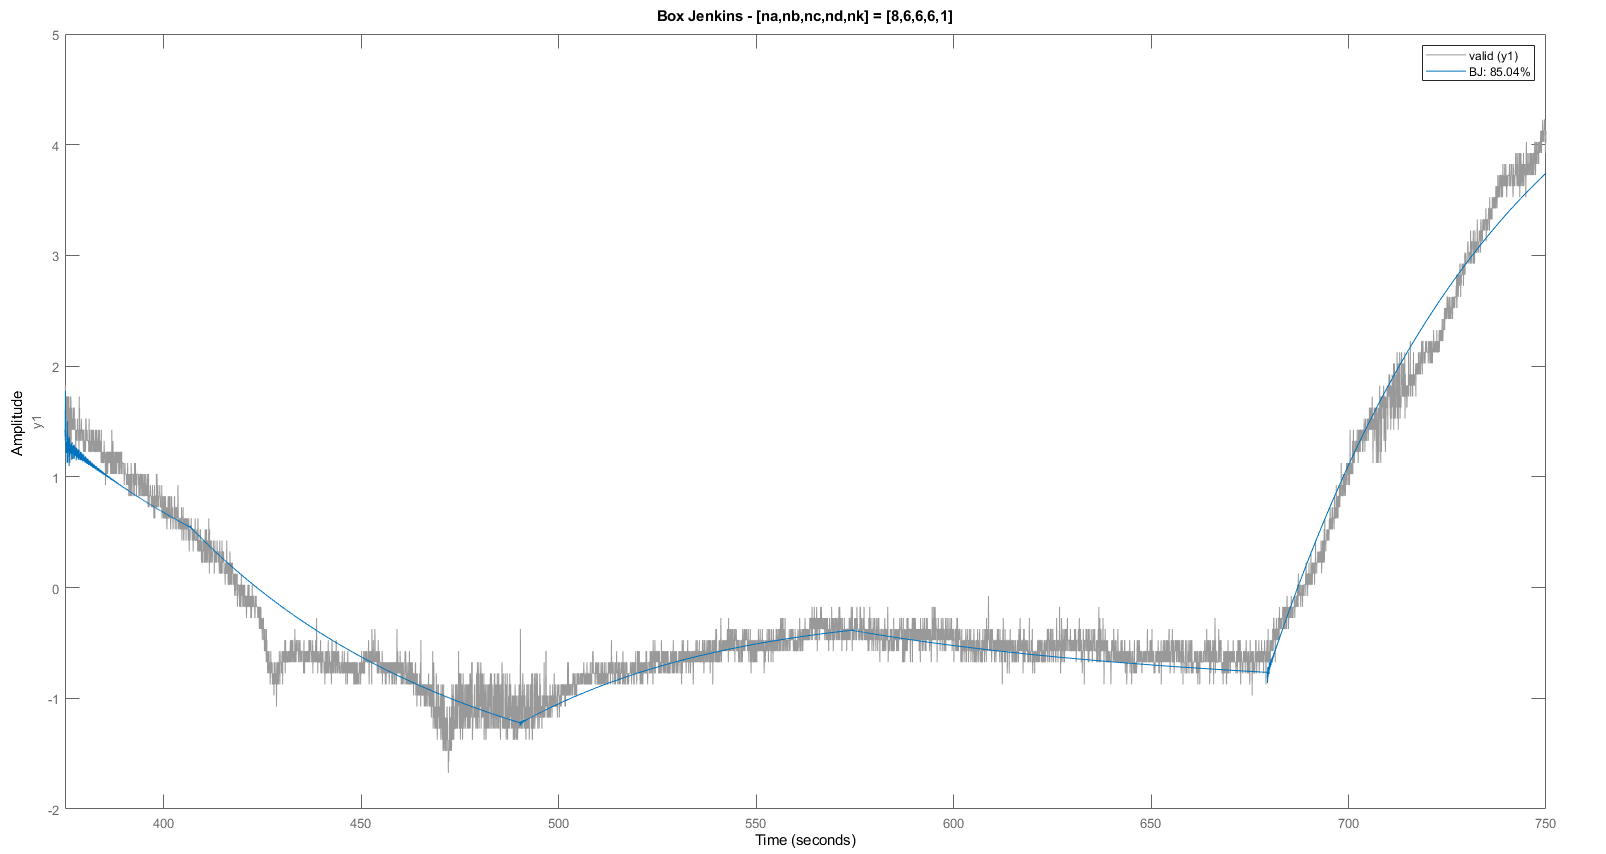 Box Jenkins - [na,nb,nc,nd,nk] = [8,6,6,6,1]
valid (y1)
BJ: 85.04%
5
4
3
2
1
0
-1
-2
Amplitude
y1
400
450
500
550
600
650
700
750
Time (seconds)